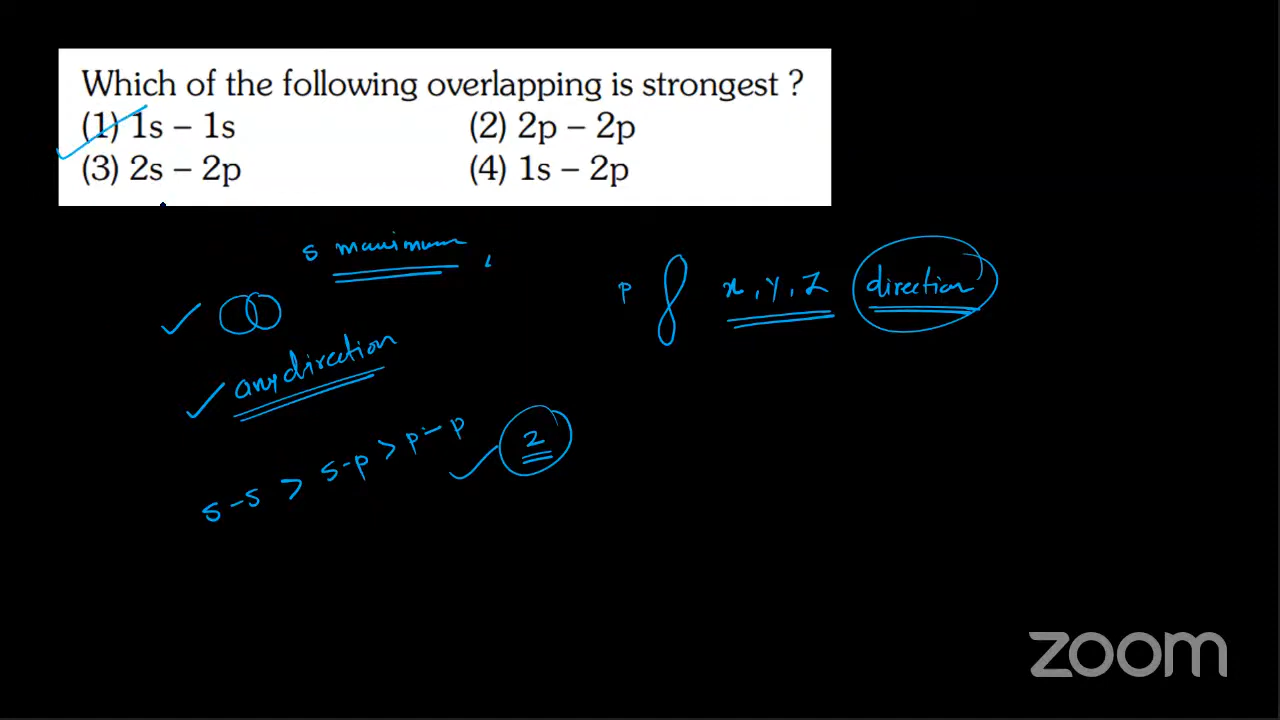 Which of the following overlapping is strongest ?
(1) 1s – 1s
(2) 2p – 2p
(3) 2s – 2p
(4) 1s – 2p
s maximum,
p x, y, z direction
any direction
s-s > s-p > p-p 2
zoom